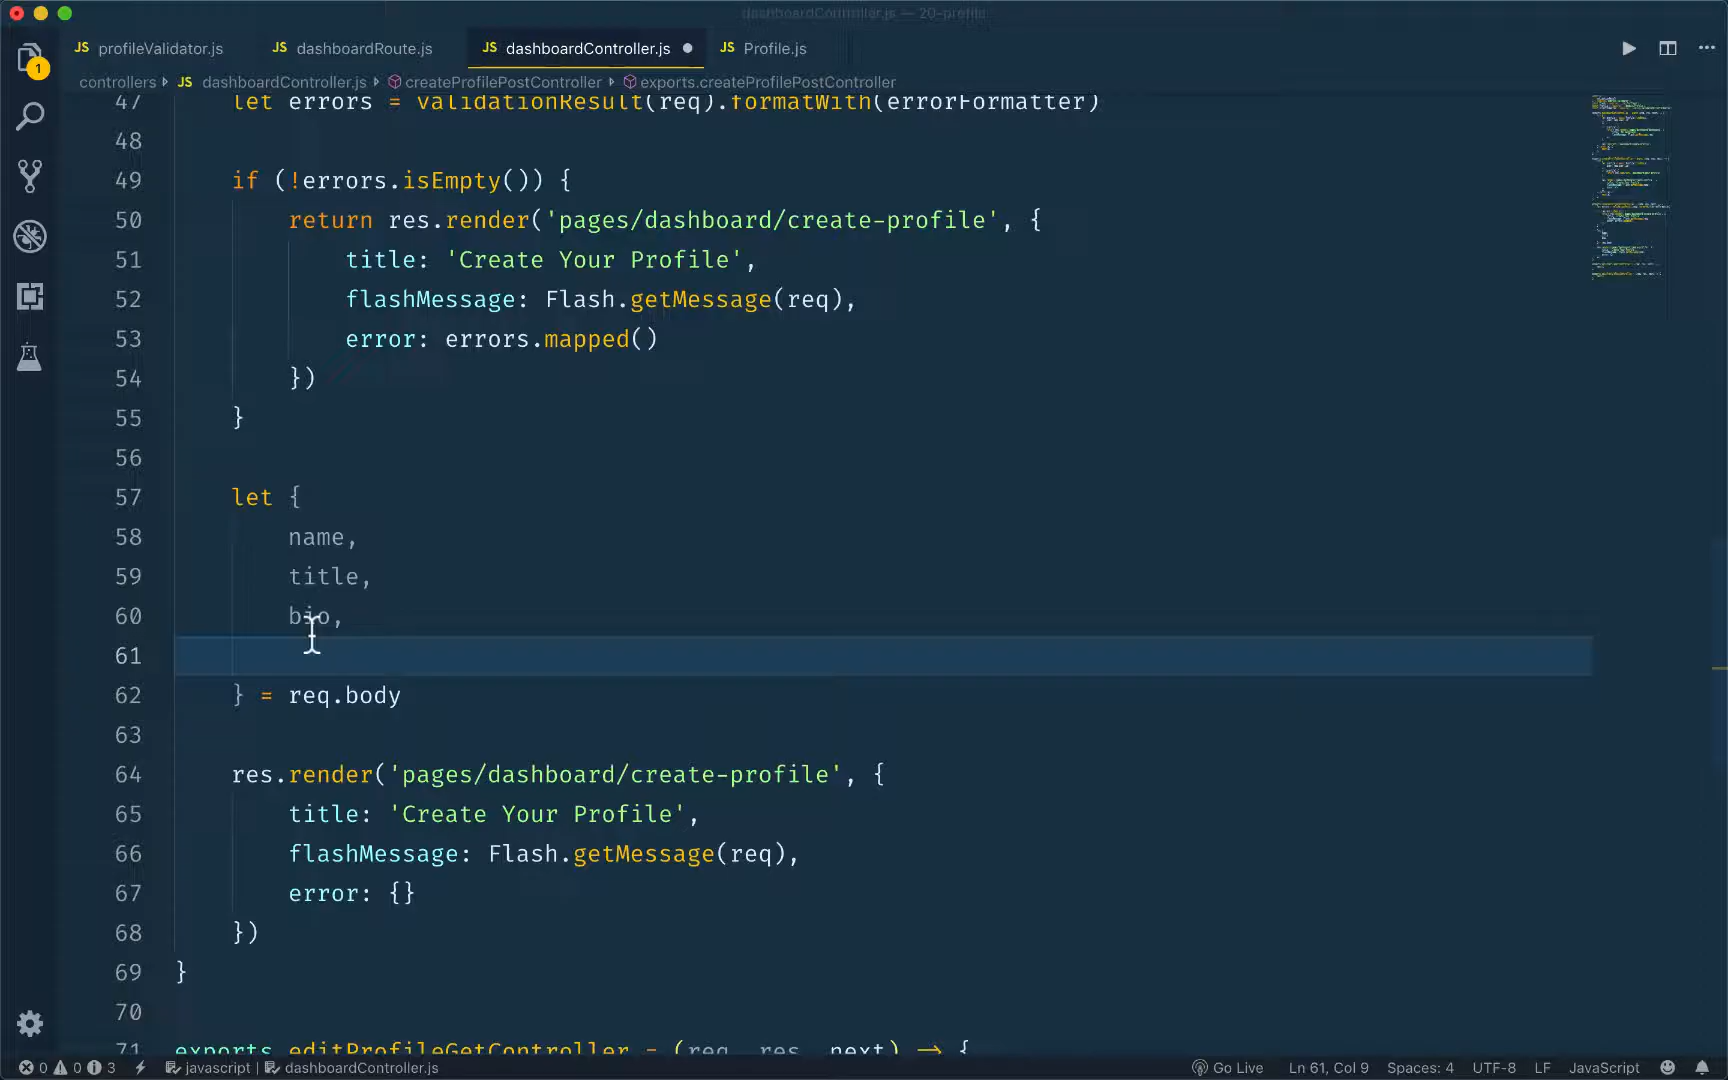 dashboardController.js — 20-profile
JS profileValidator.js JS dashboardRoute.js JS dashboardController.js ● JS Profile.js
controllers JS dashboardController.js createProfilePostController exports.createProfilePostController
1
47 let errors = validationResult(req).formatWith(errorFormatter)
48
49 if (!errors.isEmpty()) {
50 return res.render('pages/dashboard/create-profile', {
51 title: 'Create Your Profile',
52 flashMessage: Flash.getMessage(req),
53 error: errors.mapped()
54 })
55 }
56
57 let {
58 name,
59 title,
60 bio,
61
62 } = req.body
63
64 res.render('pages/dashboard/create-profile', {
65 title: 'Create Your Profile',
66 flashMessage: Flash.getMessage(req),
67 error: {}
68 })
69 }
70
71 exports.editProfileGetController = (req, res, next) => {
0 0 3 javascript | dashboardController.js Go Live Ln 61, Col 9 Spaces: 4 UTF-8 LF JavaScript